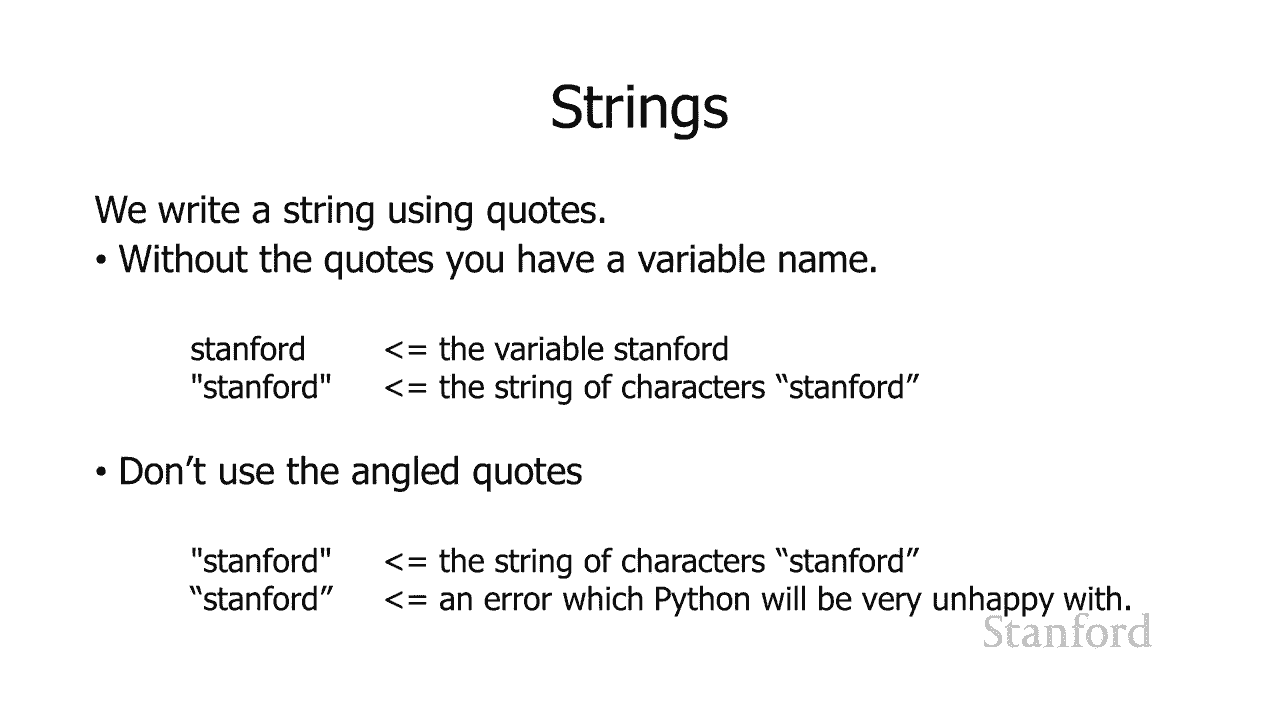 Strings
We write a string using quotes.
• Without the quotes you have a variable name.
stanford <= the variable stanford
"stanford" <= the string of characters “stanford”
• Don’t use the angled quotes
"stanford" <= the string of characters “stanford”
“stanford” <= an error which Python will be very unhappy with.
Stanford